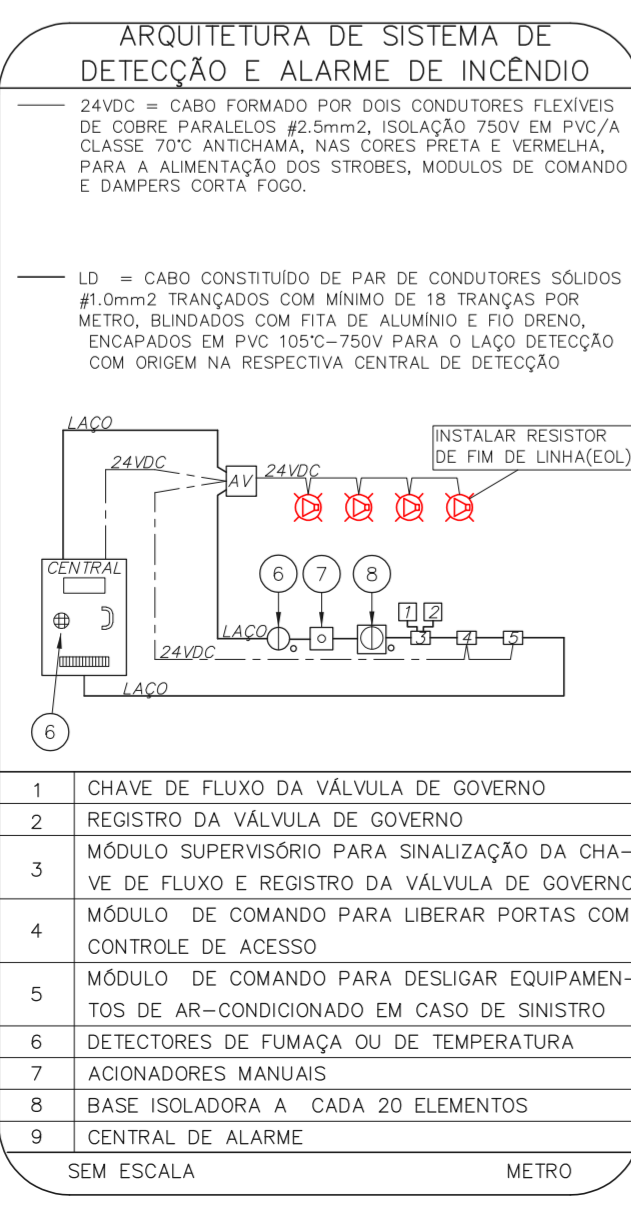 ARQUITETURA DE SISTEMA DE
DETECÇÃO E ALARME DE INCÊNDIO
24VDC = CABO FORMADO POR DOIS CONDUTORES FLEXÍVEIS
DE COBRE PARALELOS #2.5mm2, ISOLAÇÃO 750V EM PVC/A
CLASSE 70°C ANTICHAMA, NAS CORES PRETA E VERMELHA,
PARA A ALIMENTAÇÃO DOS STROBES, MODULOS DE COMANDO
E DAMPERS CORTA FOGO.
LD = CABO CONSTITUÍDO DE PAR DE CONDUTORES SÓLIDOS
#1.0mm2 TRANÇADOS COM MÍNIMO DE 18 TRANÇAS POR
METRO, BLINDADOS COM FITA DE ALUMÍNIO E FIO DRENO,
ENCAPADOS EM PVC 105°C-750V PARA O LAÇO DETECÇÃO
COM ORIGEM NA RESPECTIVA CENTRAL DE DETECÇÃO
LAÇO
INSTALAR RESISTOR
DE FIM DE LINHA(EOL)
24VDC
AV
24VDC
CENTRAL
6
7
8
1
2
LAÇO
3
4
5
24VDC
LAÇO
6
1 CHAVE DE FLUXO DA VÁLVULA DE GOVERNO
2 REGISTRO DA VÁLVULA DE GOVERNO
3 MÓDULO SUPERVISÓRIO PARA SINALIZAÇÃO DA CHA-
VE DE FLUXO E REGISTRO DA VÁLVULA DE GOVERNO
4 MÓDULO DE COMANDO PARA LIBERAR PORTAS COM
CONTROLE DE ACESSO
5 MÓDULO DE COMANDO PARA DESLIGAR EQUIPAMEN-
TOS DE AR-CONDICIONADO EM CASO DE SINISTRO
6 DETECTORES DE FUMAÇA OU DE TEMPERATURA
7 ACIONADORES MANUAIS
8 BASE ISOLADORA A CADA 20 ELEMENTOS
9 CENTRAL DE ALARME
SEM ESCALA METRO